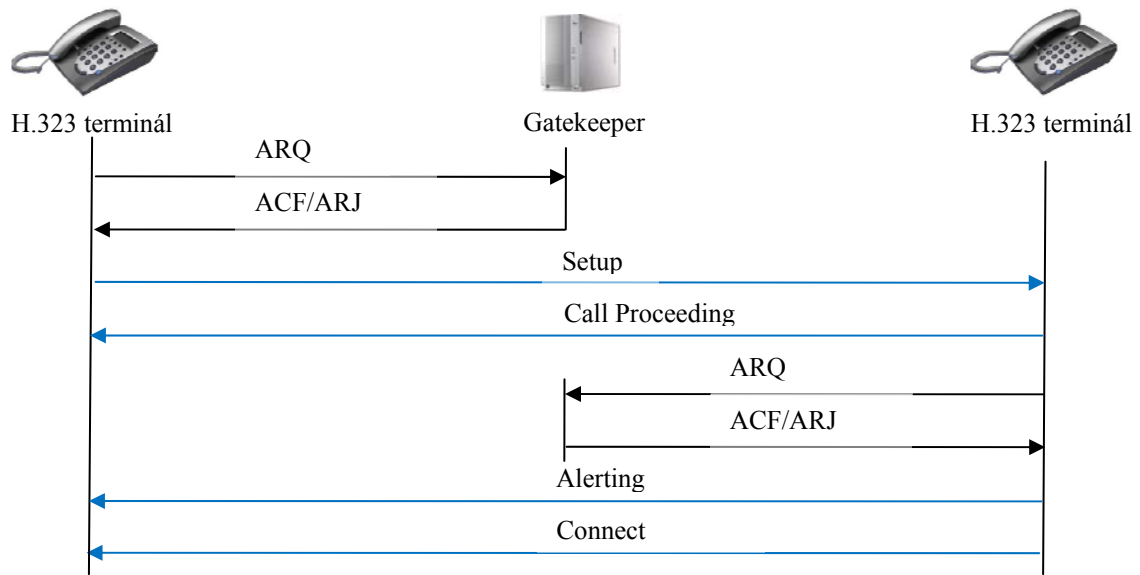 H.323 terminál
Gatekeeper
H.323 terminál
ARQ
ACF/ARJ
Setup
Call Proceeding
ARQ
ACF/ARJ
Alerting
Connect